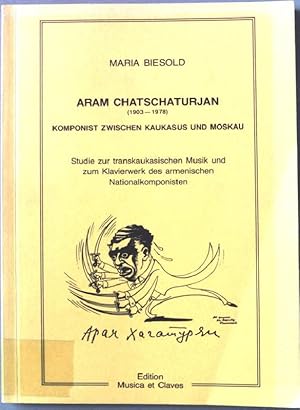 MARIA BIESOLD
ARAM CHATSCHATURJAN
(1903—1978)
KOMPONIST ZWISCHEN KAUKASUS UND MOSKAU
Studie zur transkaukasischen Musik und
zum Klavierwerk des armenischen
Nationalkomponisten
Арам Хачатурян
Edition
Musica et Claves